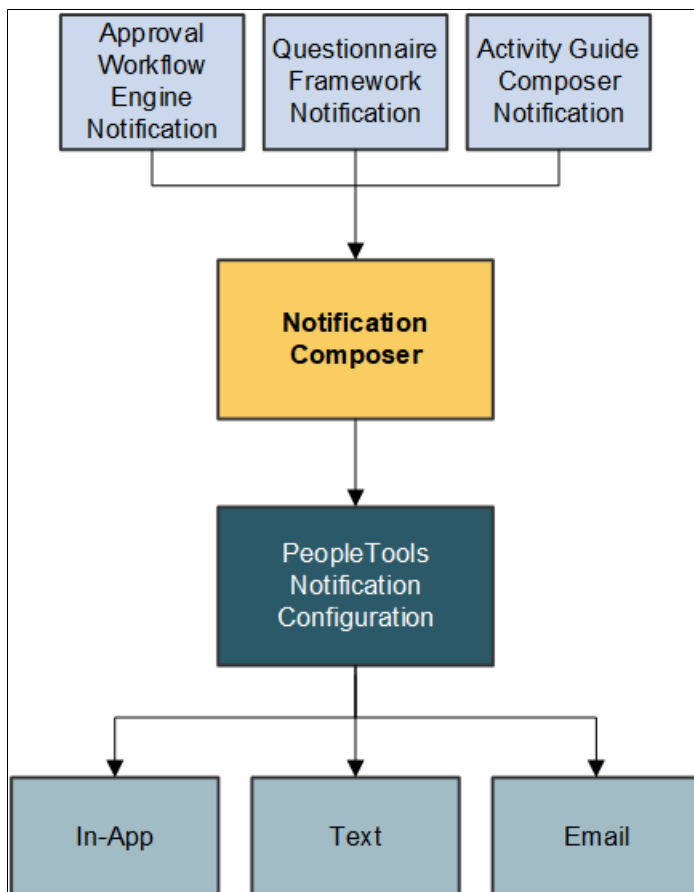 Approval
Workflow
Engine
Notification
Questionnaire
Framework
Notification
Activity Guide
Composer
Notification
Notification
Composer
PeopleTools
Notification
Configuration
In-App
Text
Email